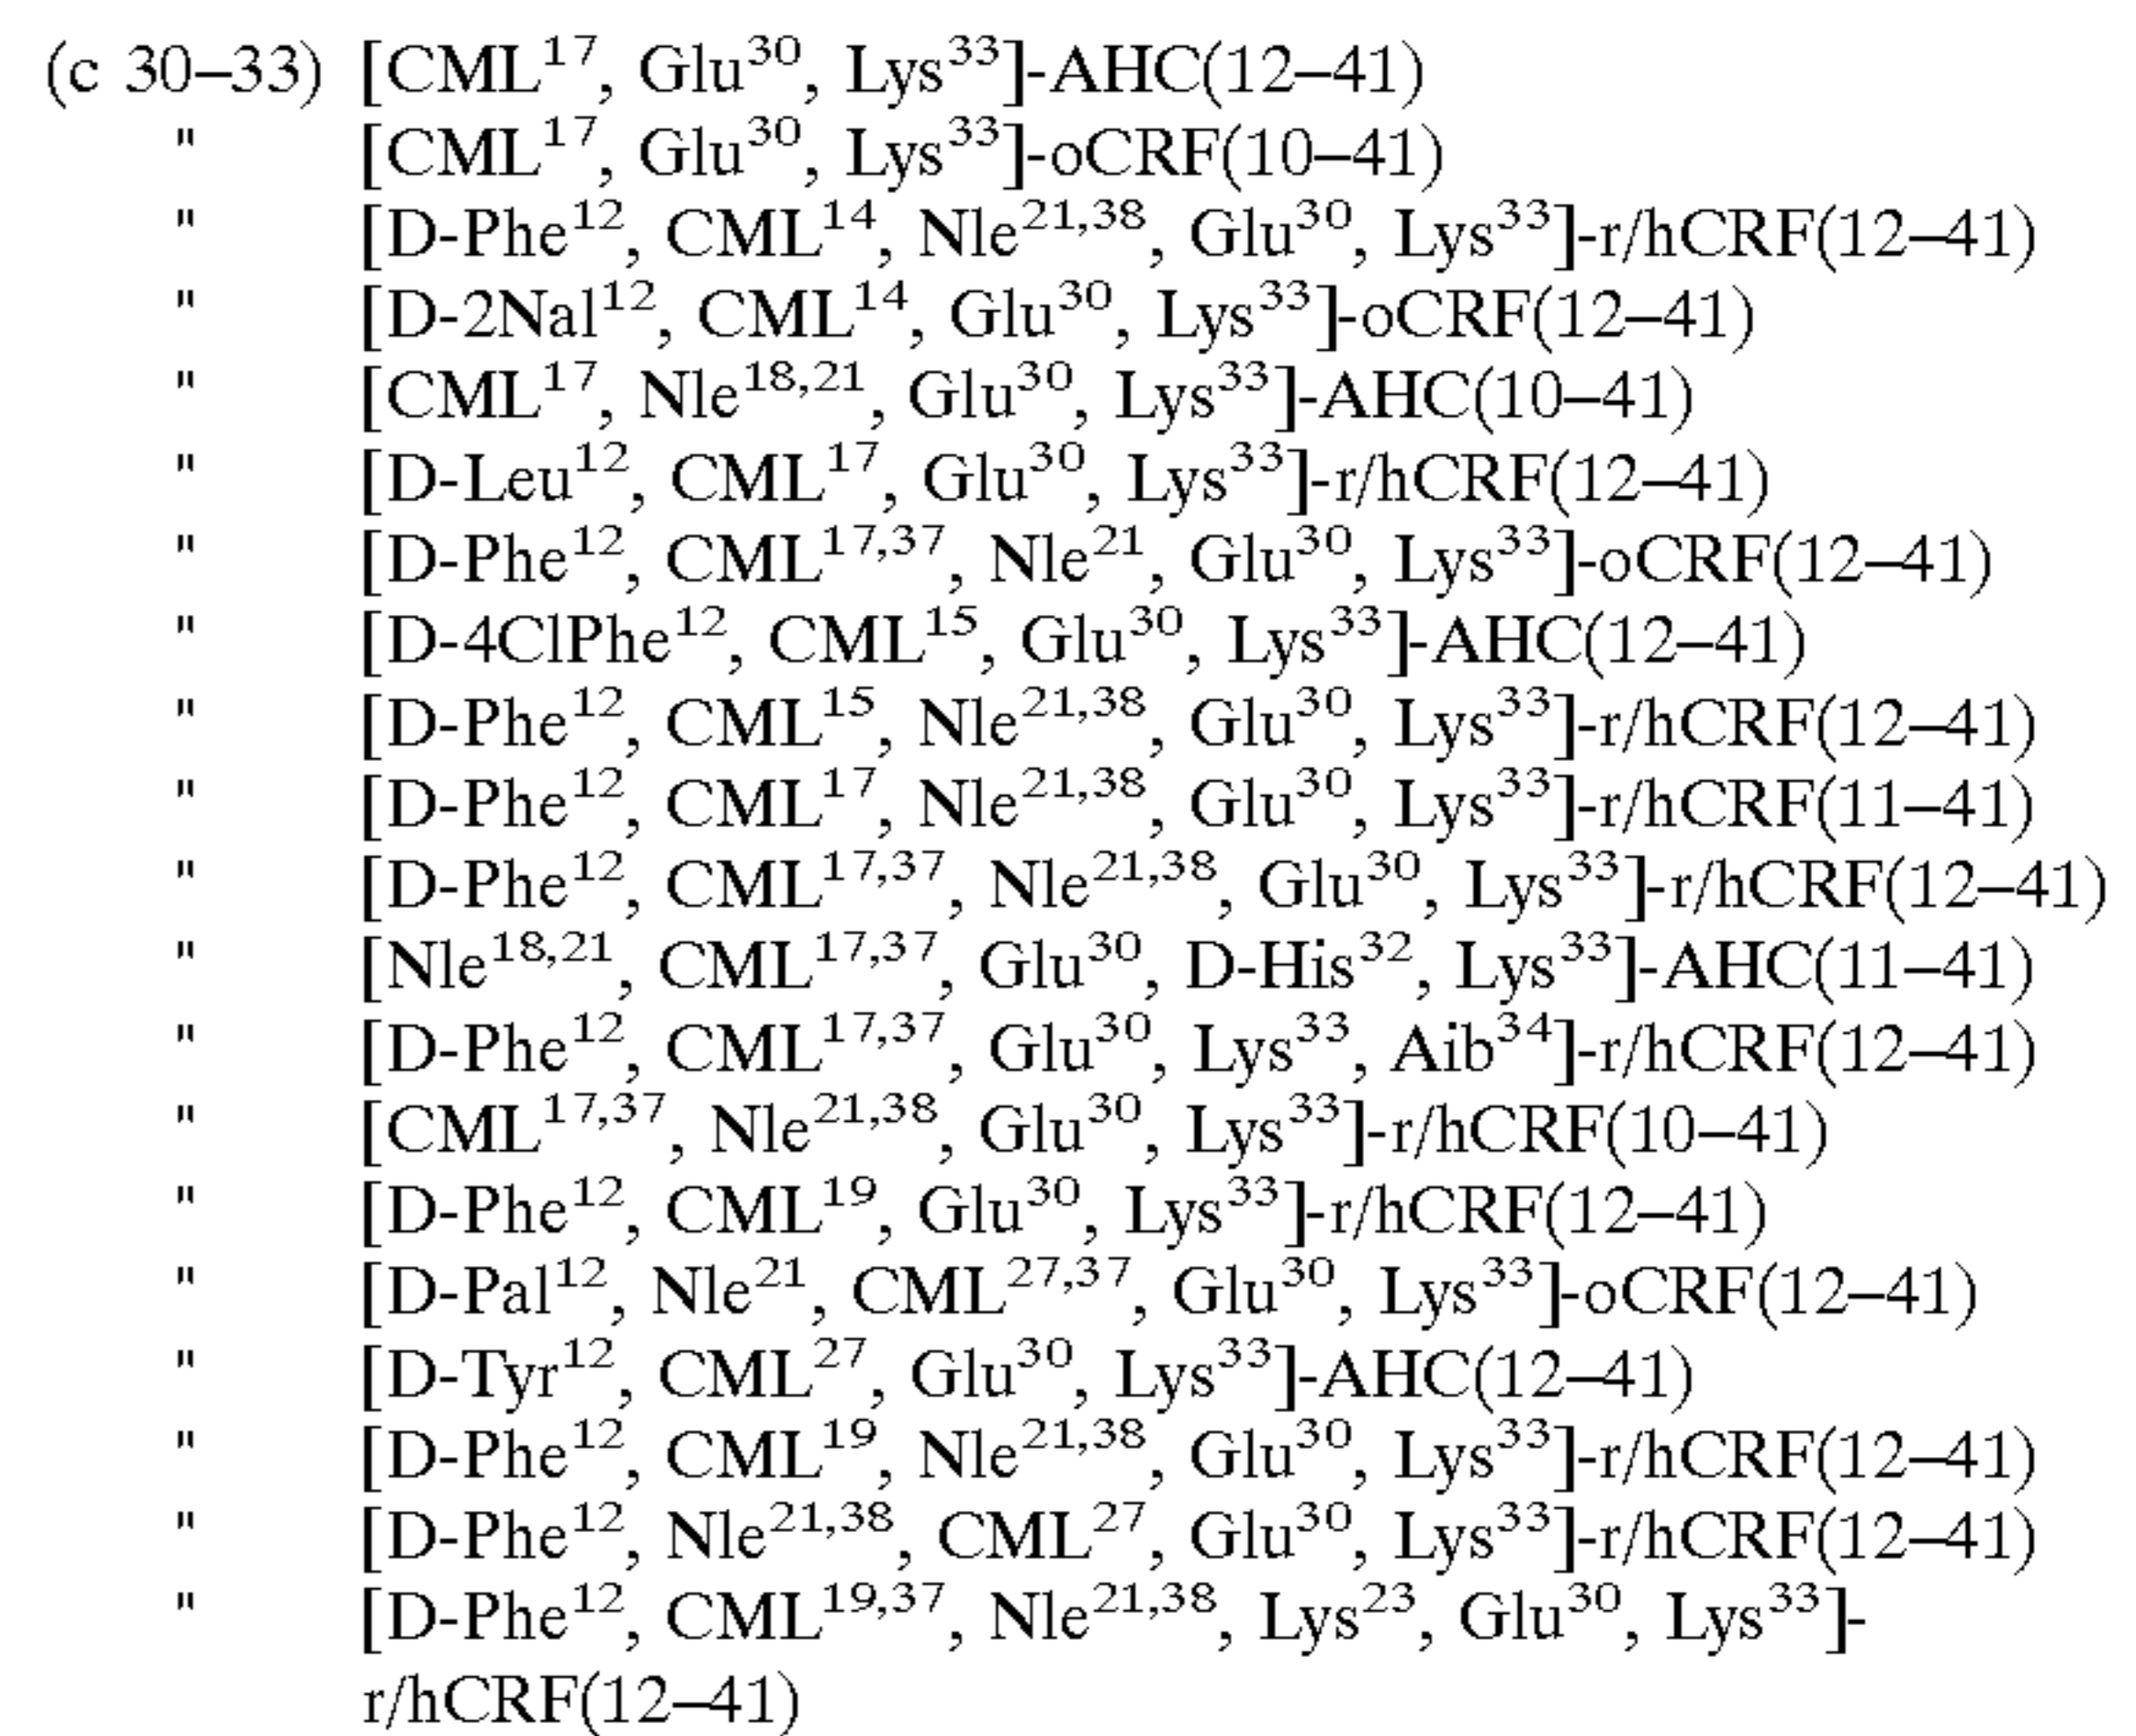 (c 30–33) [CML¹⁷, Glu³⁰, Lys³³]-AHC(12–41)
" [CML¹⁷, Glu³⁰, Lys³³]-oCRF(10–41)
" [D-Phe¹², CML¹⁴, Nle²¹,³⁸, Glu³⁰, Lys³³]-r/hCRF(12–41)
" [D-2Nal¹², CML¹⁴, Glu³⁰, Lys³³]-oCRF(12–41)
" [CML¹⁷, Nle¹⁸,²¹, Glu³⁰, Lys³³]-AHC(10–41)
" [D-Leu¹², CML¹⁷, Glu³⁰, Lys³³]-r/hCRF(12–41)
" [D-Phe¹², CML¹⁷,³⁷, Nle²¹, Glu³⁰, Lys³³]-oCRF(12–41)
" [D-4ClPhe¹², CML¹⁵, Glu³⁰, Lys³³]-AHC(12–41)
" [D-Phe¹², CML¹⁵, Nle²¹,³⁸, Glu³⁰, Lys³³]-r/hCRF(12–41)
" [D-Phe¹², CML¹⁷, Nle²¹,³⁸, Glu³⁰, Lys³³]-r/hCRF(11–41)
" [D-Phe¹², CML¹⁷,³⁷, Nle²¹,³⁸, Glu³⁰, Lys³³]-r/hCRF(12–41)
" [Nle¹⁸,²¹, CML¹⁷,³⁷, Glu³⁰, D-His³², Lys³³]-AHC(11–41)
" [D-Phe¹², CML¹⁷,³⁷, Glu³⁰, Lys³³, Aib³⁴]-r/hCRF(12–41)
" [CML¹⁷,³⁷, Nle²¹,³⁸, Glu³⁰, Lys³³]-r/hCRF(10–41)
" [D-Phe¹², CML¹⁹, Glu³⁰, Lys³³]-r/hCRF(12–41)
" [D-Pal¹², Nle²¹, CML²⁷,³⁷, Glu³⁰, Lys³³]-oCRF(12–41)
" [D-Tyr¹², CML²⁷, Glu³⁰, Lys³³]-AHC(12–41)
" [D-Phe¹², CML¹⁹, Nle²¹,³⁸, Glu³⁰, Lys³³]-r/hCRF(12–41)
" [D-Phe¹², Nle²¹,³⁸, CML²⁷, Glu³⁰, Lys³³]-r/hCRF(12–41)
" [D-Phe¹², CML¹⁹,³⁷, Nle²¹,³⁸, Lys²³, Glu³⁰, Lys³³]-
r/hCRF(12–41)